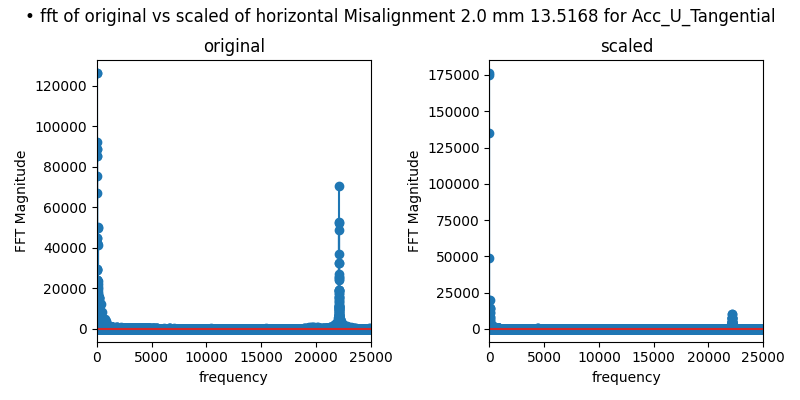 • fft of original vs scaled of horizontal Misalignment 2.0 mm 13.5168 for Acc_U_Tangential
original
120000
100000
80000
60000
40000
20000
0
FFT Magnitude
0 5000 10000 15000 20000 25000
frequency
scaled
175000
150000
125000
100000
75000
50000
25000
0
FFT Magnitude
0 5000 10000 15000 20000 25000
frequency